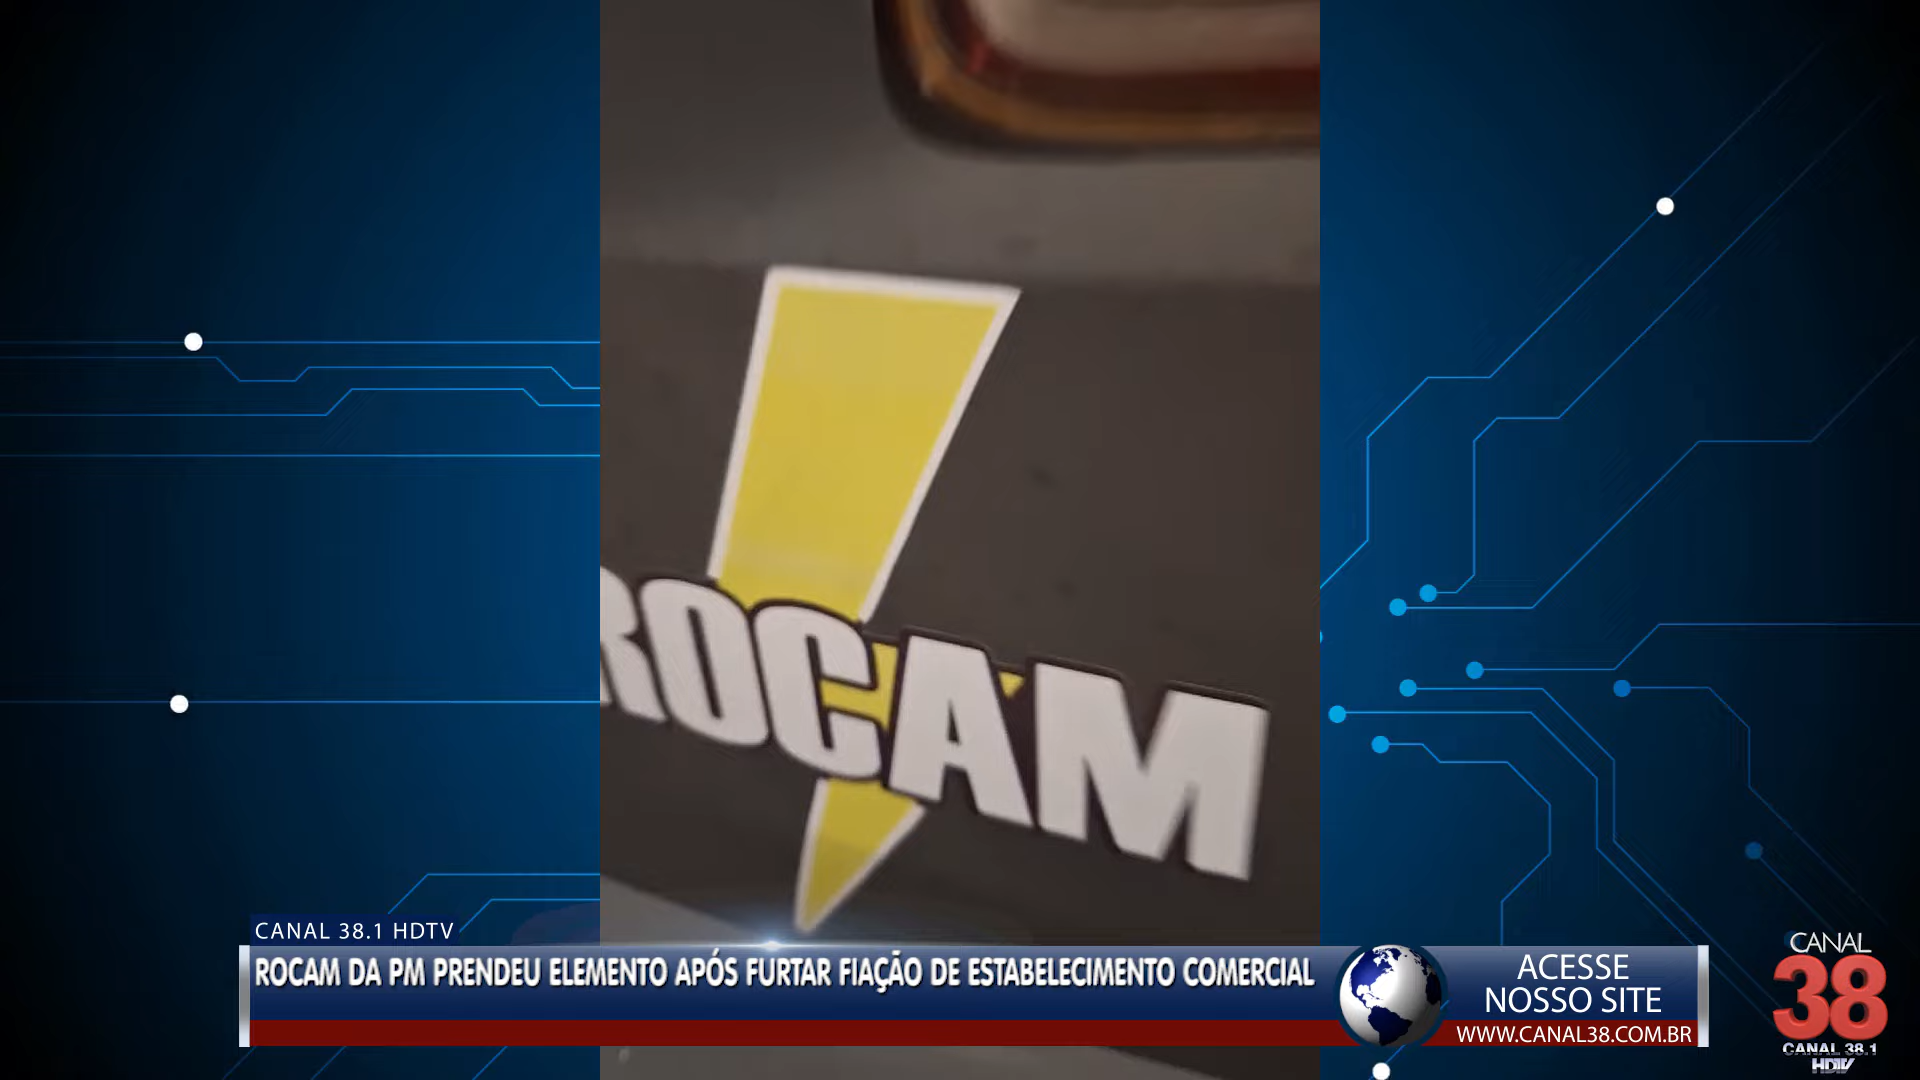 ROCAM
CANAL 38.1 HDTV
ROCAM DA PM PRENDEU ELEMENTO APÓS FURTAR FIAÇÃO DE ESTABELECIMENTO COMERCIAL
ACESSE
NOSSO SITE
WWW.CANAL38.COM.BR
CANAL
38
CANAL 38.1
HDTV